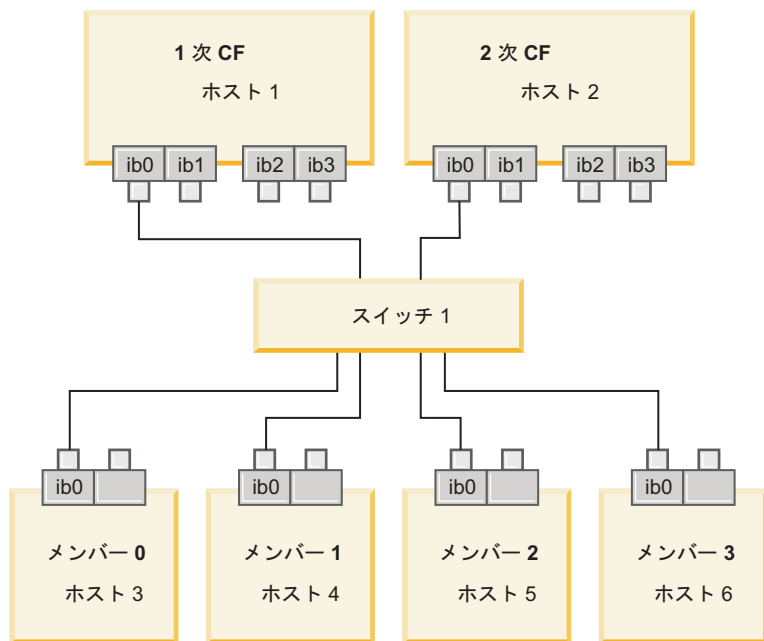 1 次 CF
ホスト 1
2 次 CF
ホスト 2
ib0 ib1 ib2 ib3
ib0 ib1 ib2 ib3
スイッチ 1
ib0
ib0
ib0
ib0
メンバー 0
ホスト 3
メンバー 1
ホスト 4
メンバー 2
ホスト 5
メンバー 3
ホスト 6